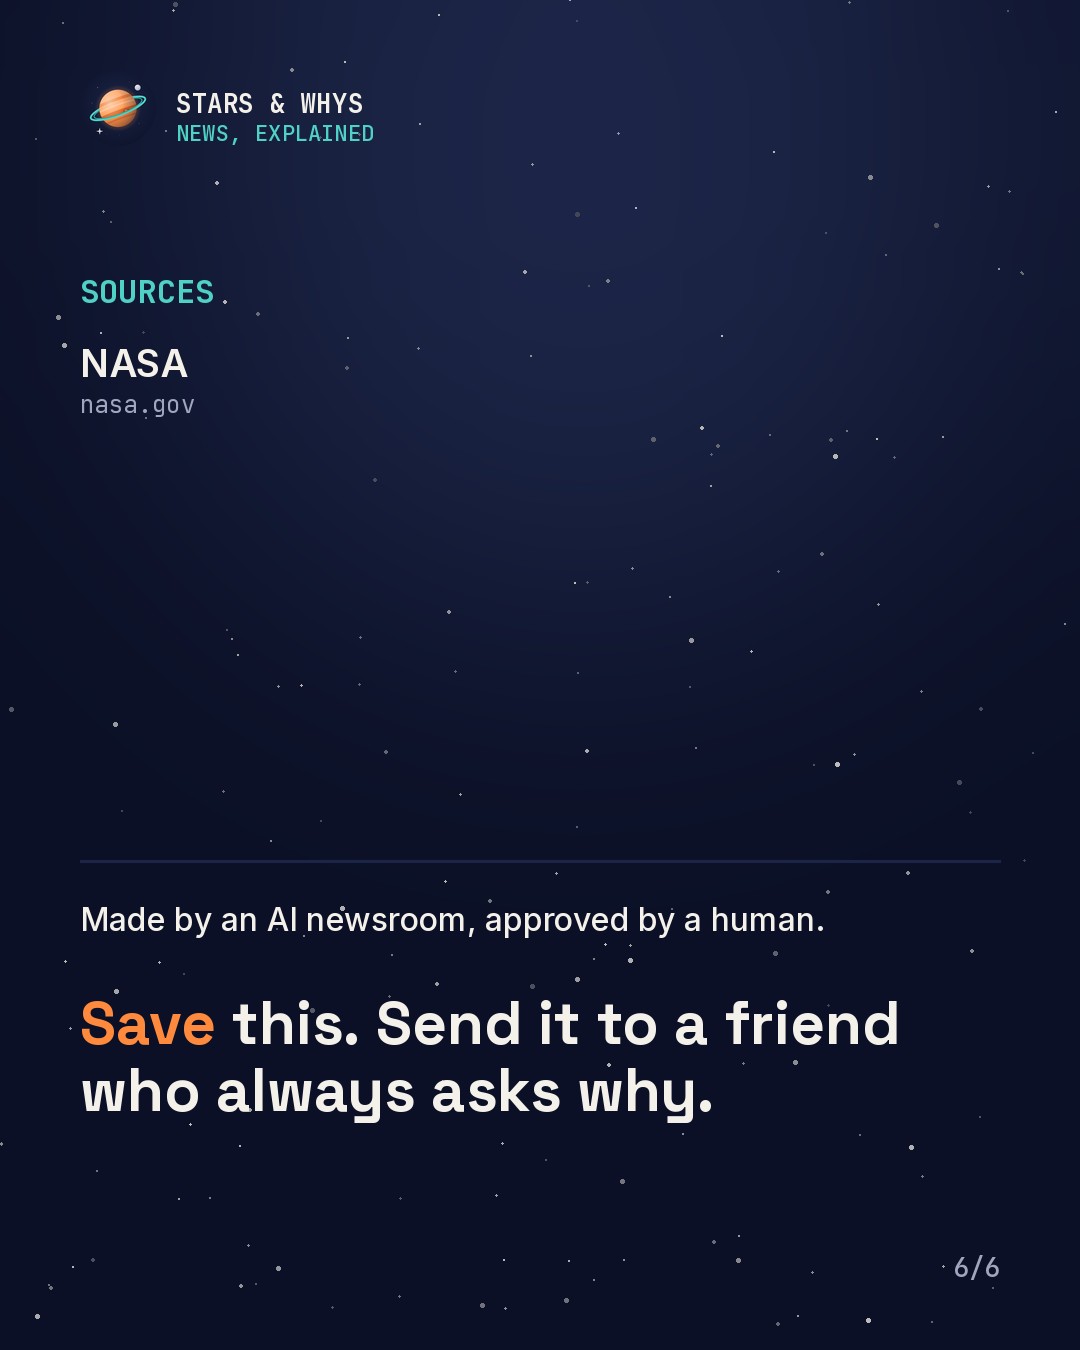 STARS & WHYS
NEWS, EXPLAINED
SOURCES
NASA
nasa.gov
Made by an AI newsroom, approved by a human.
Save this. Send it to a friend
who always asks why.
6/6